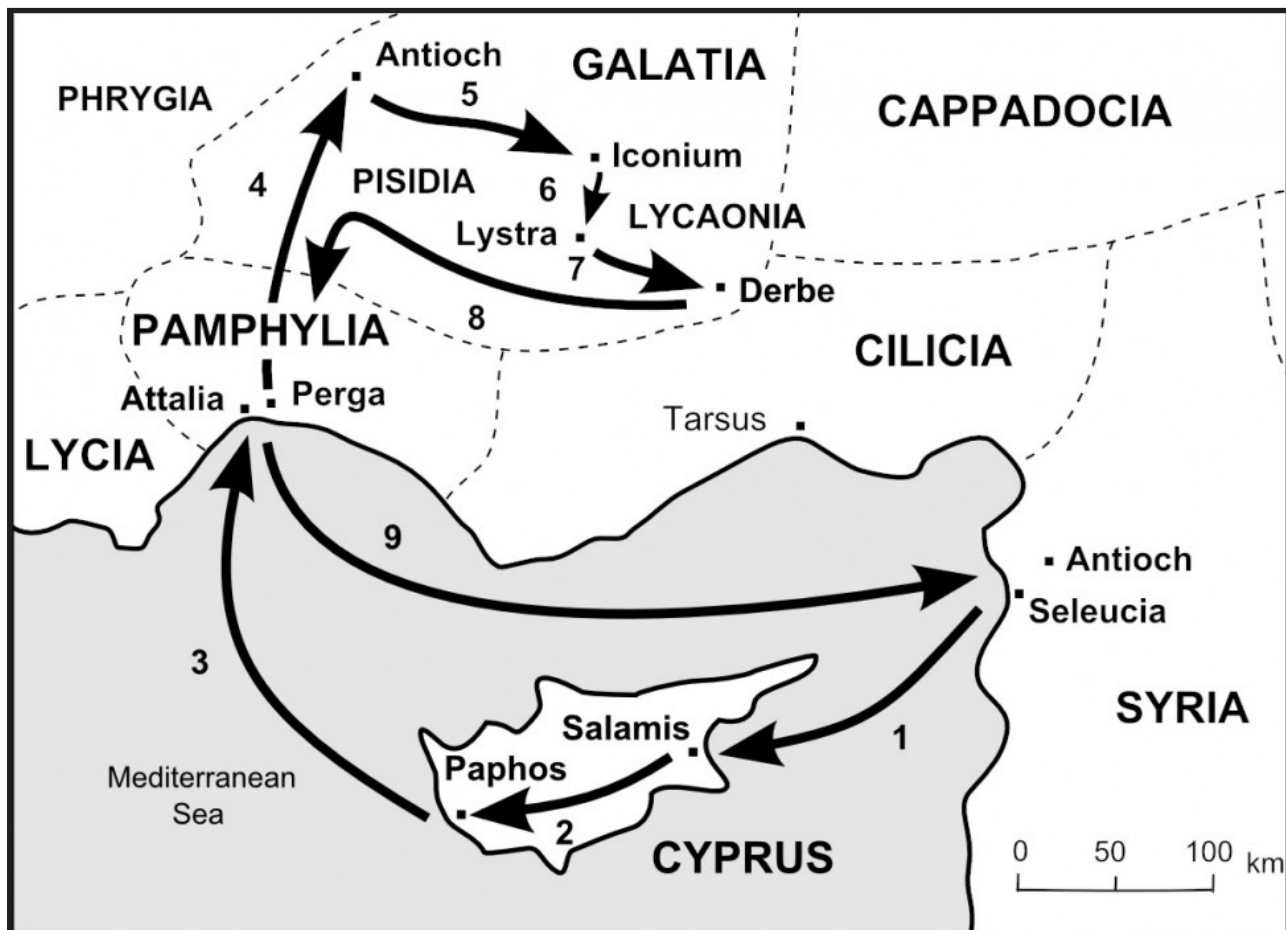 Antioch
GALATIA
PHRYGIA
5
CAPPADOCIA
Iconium
4
PISIDIA
6
LYCAONIA
Lystra
7
Derbe
8
PAMPHYLIA
CILICIA
Attalia
Perga
Tarsus
LYCIA
9
Antioch
Seleucia
3
SYRIA
Salamis
1
Paphos
Mediterranean
Sea
2
CYPRUS
0 50 100 km